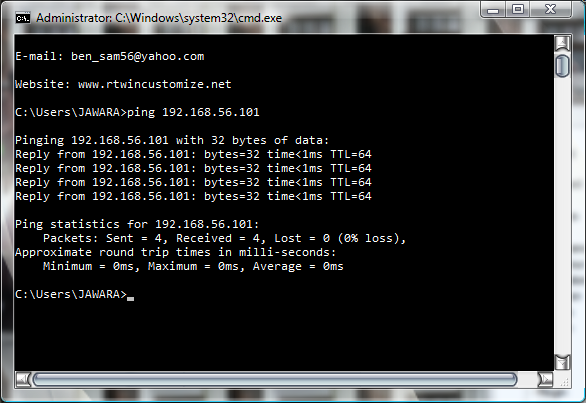 Administrator: C:\Windows\system32\cmd.exe
E-mail: ben_sam56@yahoo.com
Website: www.rtwincustomize.net
C:\Users\JAWARA>ping 192.168.56.101
Pinging 192.168.56.101 with 32 bytes of data:
Reply from 192.168.56.101: bytes=32 time<1ms TTL=64
Reply from 192.168.56.101: bytes=32 time<1ms TTL=64
Reply from 192.168.56.101: bytes=32 time<1ms TTL=64
Reply from 192.168.56.101: bytes=32 time<1ms TTL=64
Ping statistics for 192.168.56.101:
    Packets: Sent = 4, Received = 4, Lost = 0 (0% loss),
Approximate round trip times in milli-seconds:
    Minimum = 0ms, Maximum = 0ms, Average = 0ms
C:\Users\JAWARA>